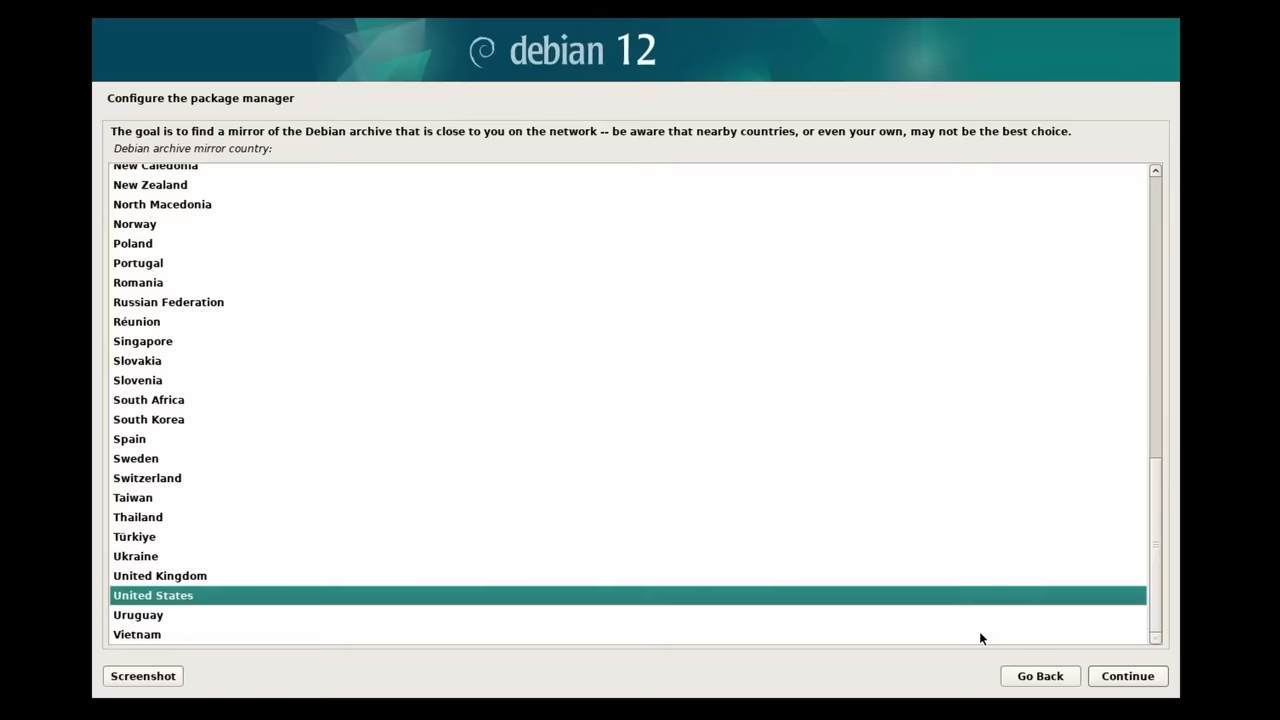 debian 12
Configure the package manager
The goal is to find a mirror of the Debian archive that is close to you on the network -- be aware that nearby countries, or even your own, may not be the best choice.
Debian archive mirror country:
New Caledonia
New Zealand
North Macedonia
Norway
Poland
Portugal
Romania
Russian Federation
Réunion
Singapore
Slovakia
Slovenia
South Africa
South Korea
Spain
Sweden
Switzerland
Taiwan
Thailand
Türkiye
Ukraine
United Kingdom
United States
Uruguay
Vietnam
Screenshot
Go Back
Continue